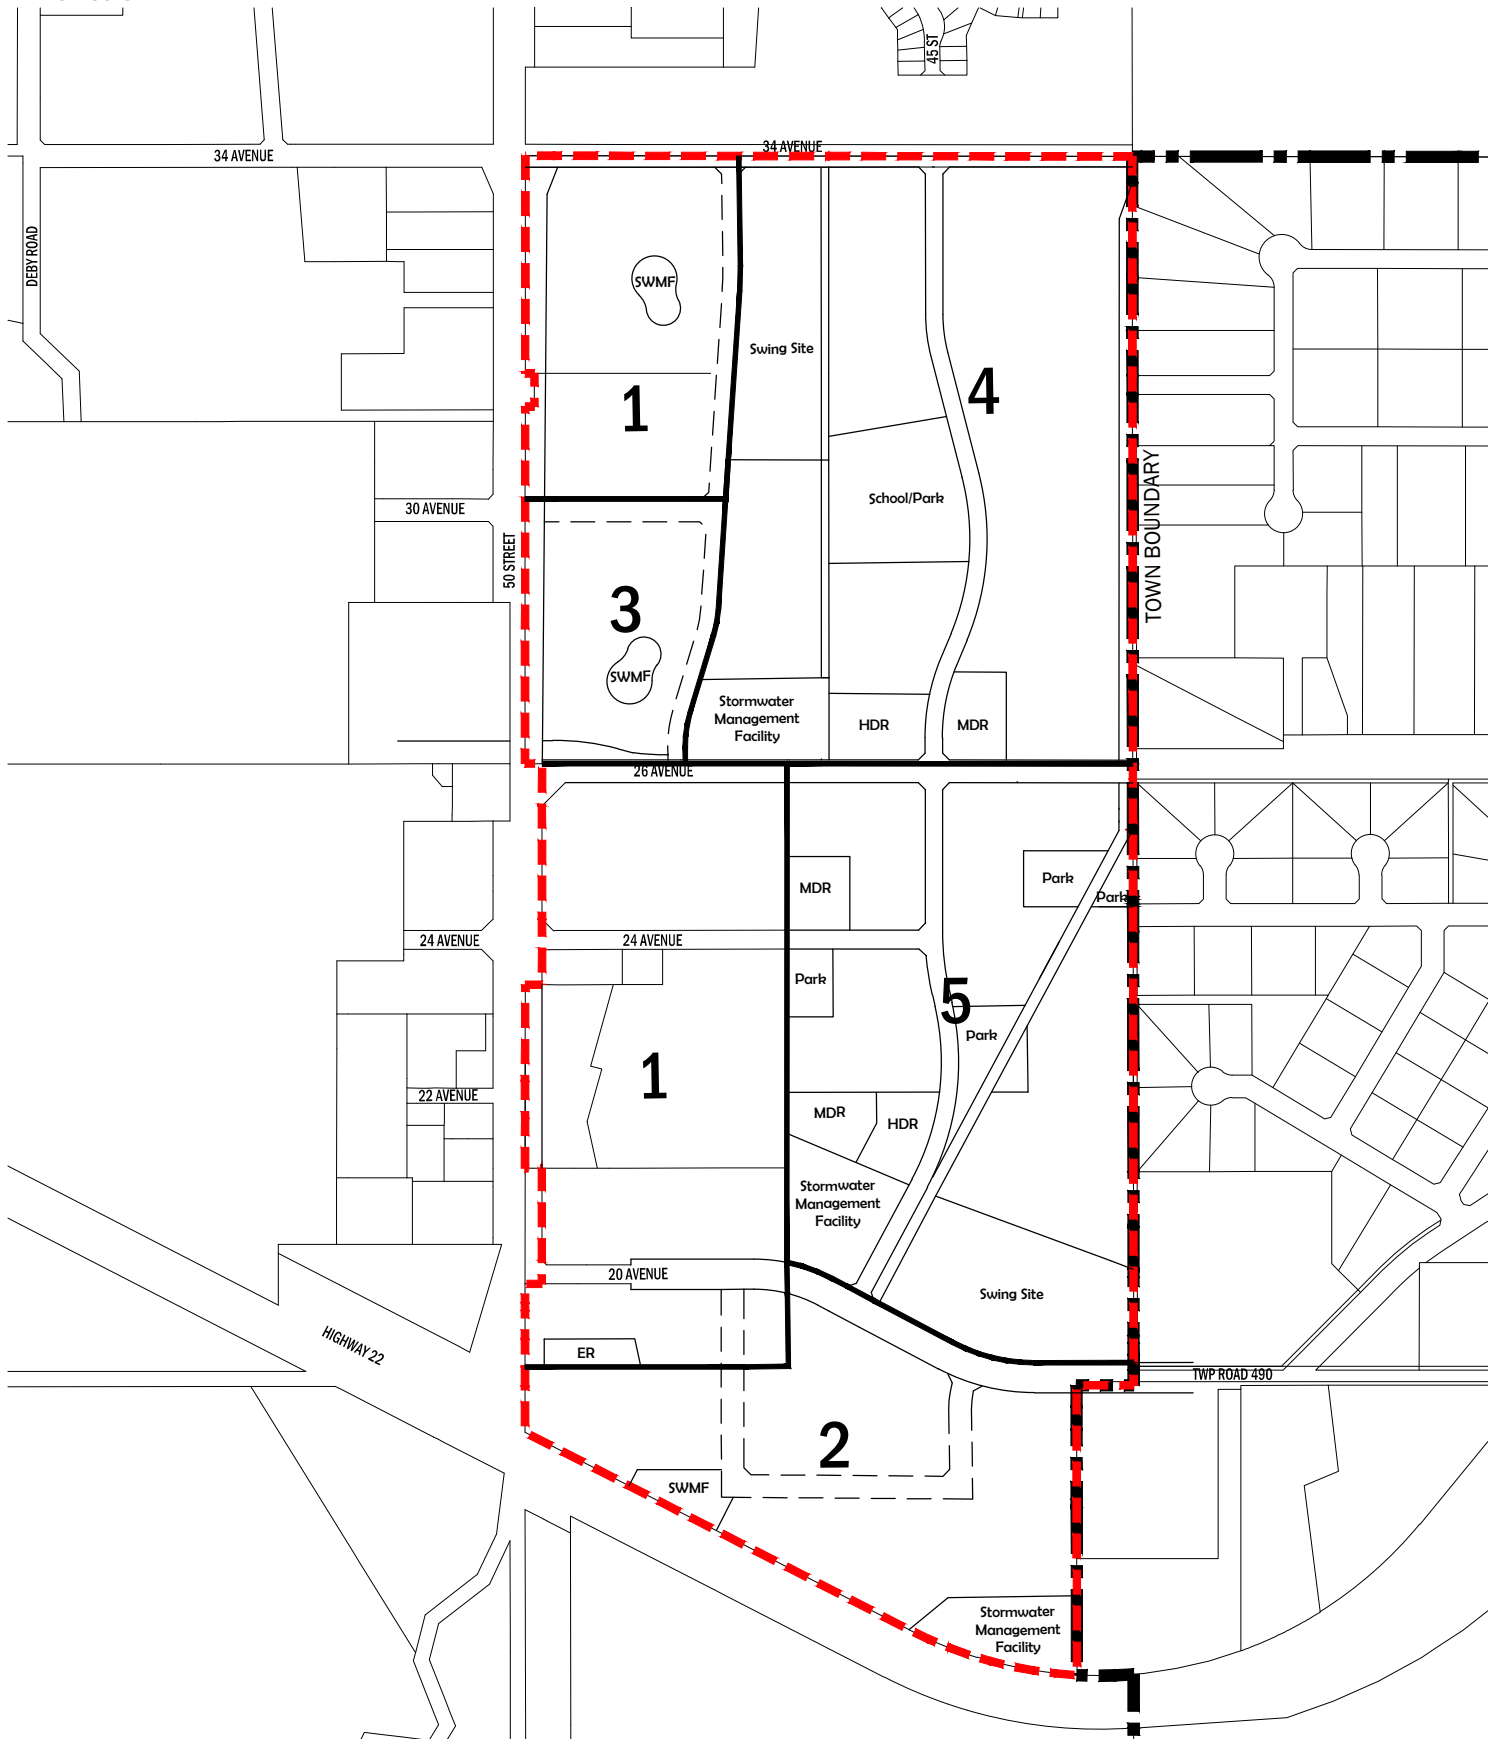 45 ST
34 AVENUE
34 AVENUE
DEBY ROAD
SWMF
Swing Site
4
1
TOWN BOUNDARY
School/Park
30 AVENUE
50 STREET
3
SWMF
Stormwater
Management
Facility
HDR
MDR
26 AVENUE
MDR
Park
Park
24 AVENUE
24 AVENUE
Park
5
Park
1
22 AVENUE
MDR
HDR
Stormwater
Management
Facility
20 AVENUE
Swing Site
HIGHWAY 22
ER
TWP ROAD 490
2
SWMF
Stormwater
Management
Facility